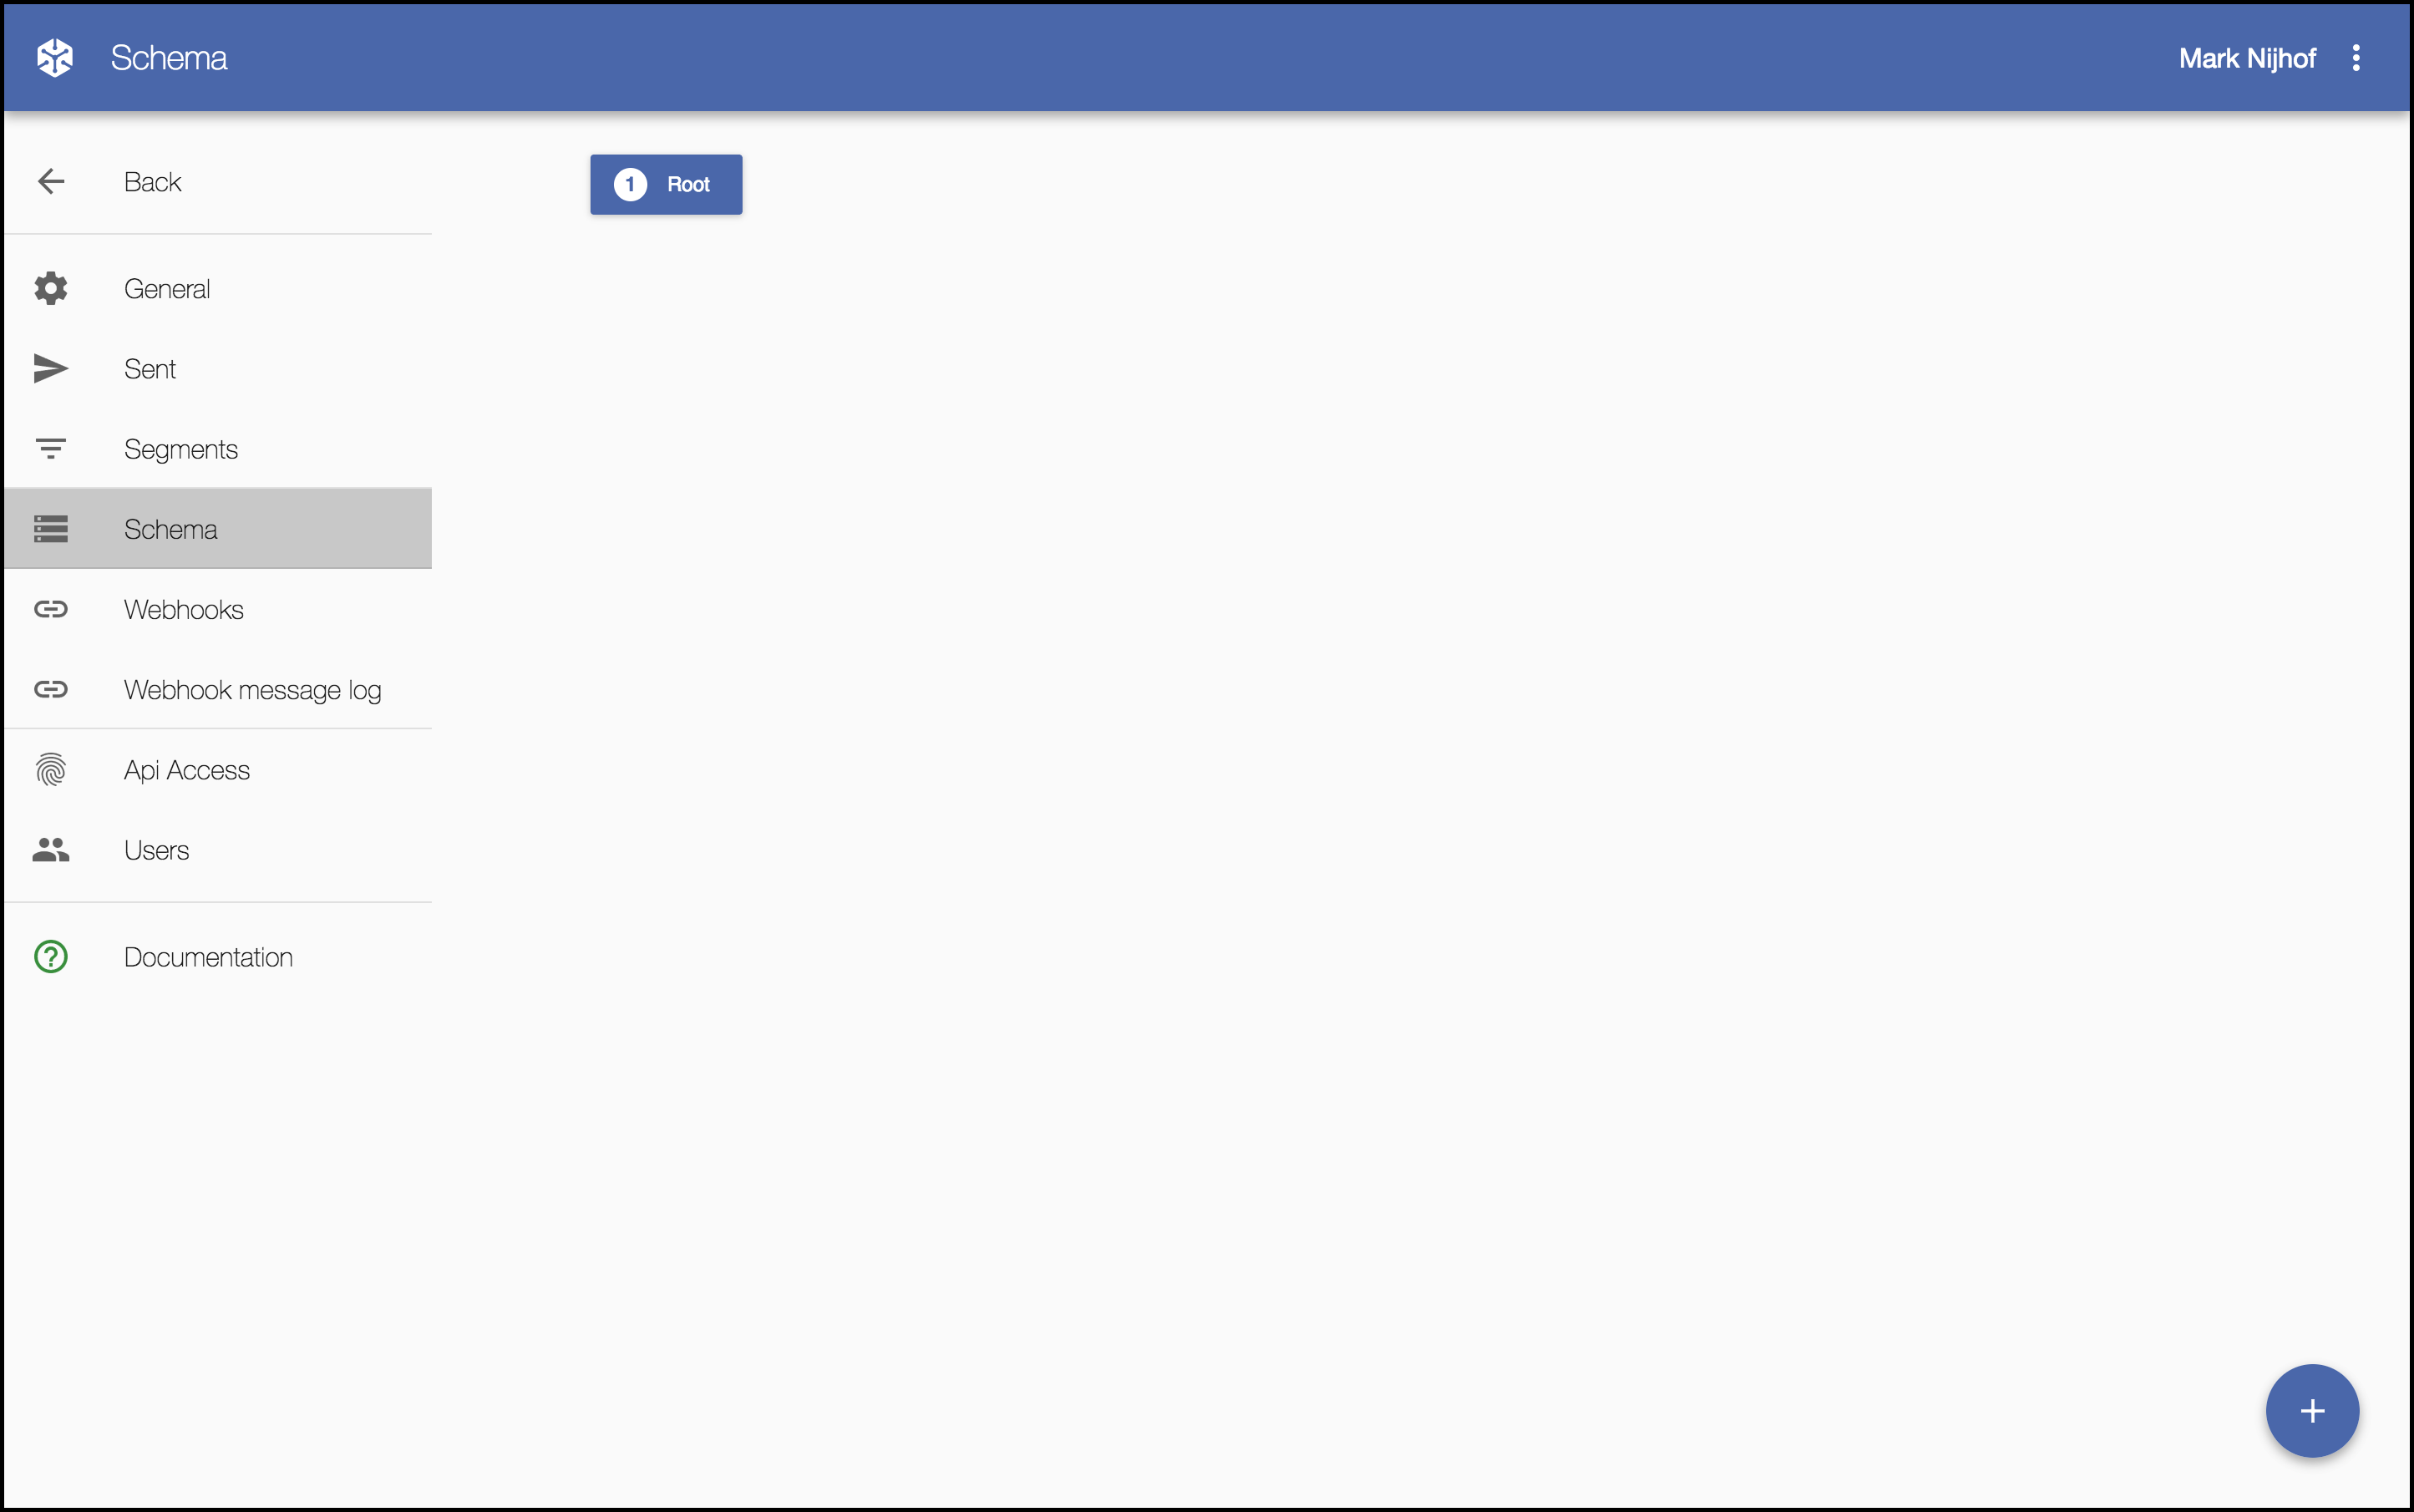 Schema
Mark Nijhof
Back
General
Sent
Segments
Schema
Webhooks
Webhook message log
Api Access
Users
Documentation
1 Root